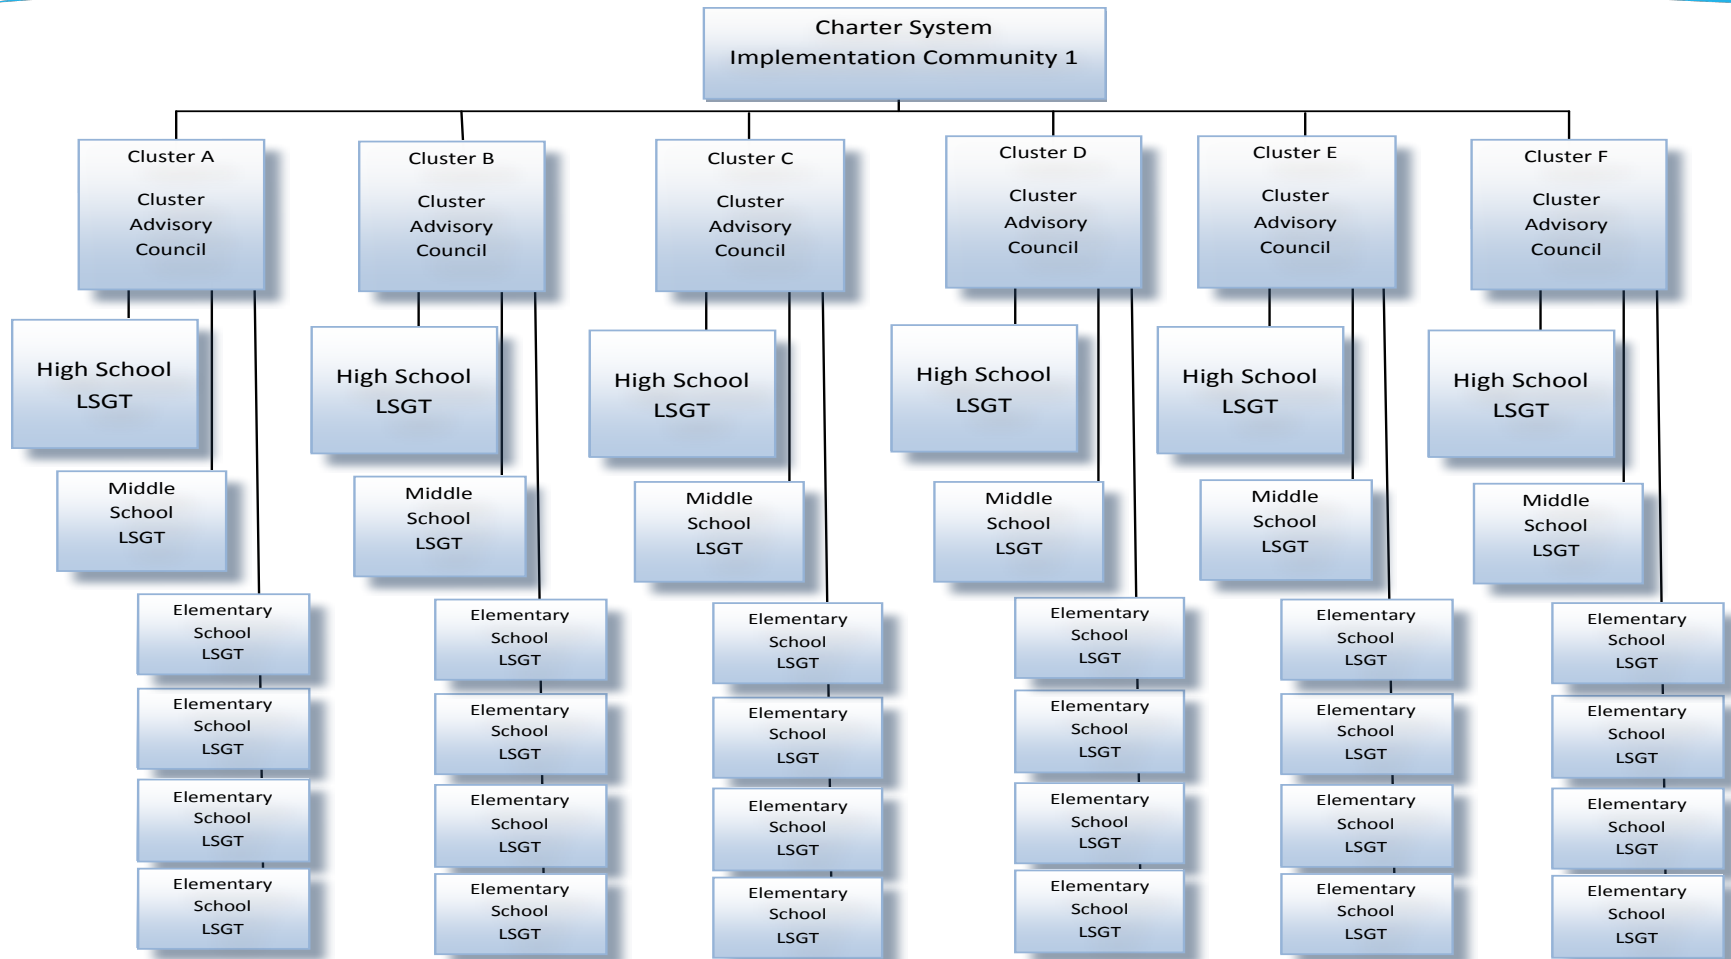 Charter System
Implementation Community 1
Cluster A
Cluster
Advisory
Council
Cluster B
Cluster
Advisory
Council
Cluster C
Cluster
Advisory
Council
Cluster D
Cluster
Advisory
Council
Cluster E
Cluster
Advisory
Council
Cluster F
Cluster
Advisory
Council
High School
LSGT
High School
LSGT
High School
LSGT
High School
LSGT
High School
LSGT
High School
LSGT
Middle
School
LSGT
Middle
School
LSGT
Middle
School
LSGT
Middle
School
LSGT
Middle
School
LSGT
Middle
School
LSGT
Elementary
School
LSGT
Elementary
School
LSGT
Elementary
School
LSGT
Elementary
School
LSGT
Elementary
School
LSGT
Elementary
School
LSGT
Elementary
School
LSGT
Elementary
School
LSGT
Elementary
School
LSGT
Elementary
School
LSGT
Elementary
School
LSGT
Elementary
School
LSGT
Elementary
School
LSGT
Elementary
School
LSGT
Elementary
School
LSGT
Elementary
School
LSGT
Elementary
School
LSGT
Elementary
School
LSGT
Elementary
School
LSGT
Elementary
School
LSGT
Elementary
School
LSGT
Elementary
School
LSGT
Elementary
School
LSGT
Elementary
School
LSGT